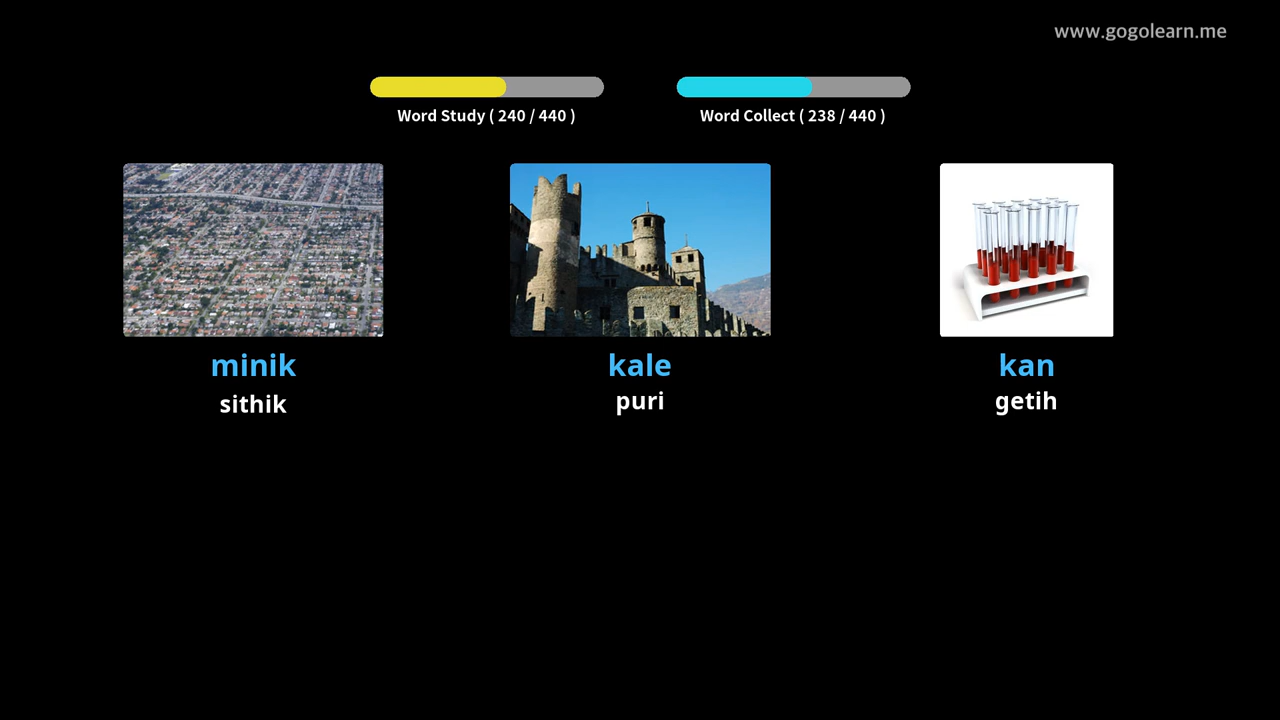 www.gogolearn.me
Word Study ( 240 / 440 )
Word Collect ( 238 / 440 )
minik
sithik
kale
puri
kan
getih